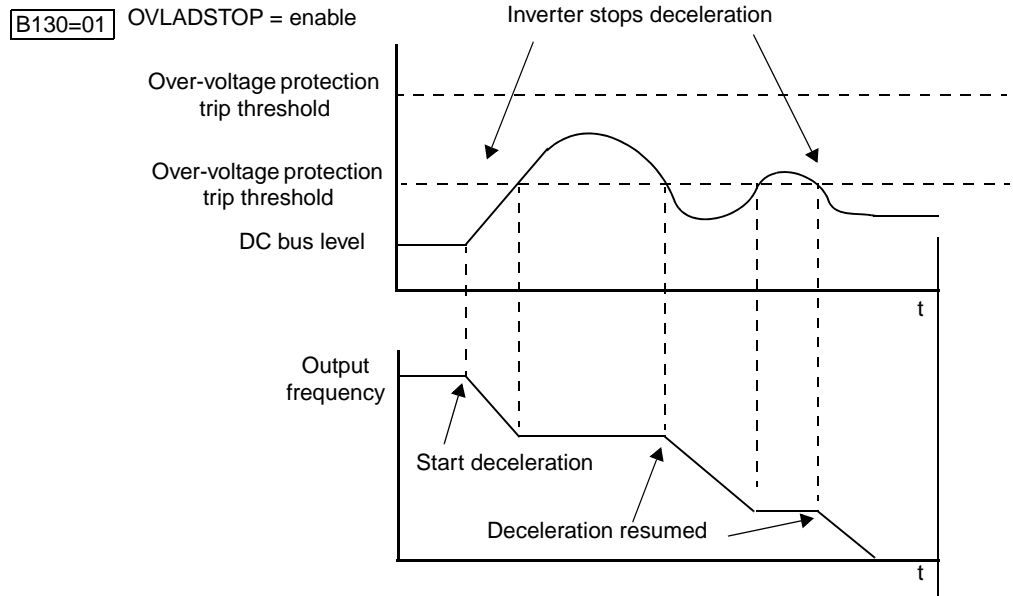 B130=01 OVLADSTOP = enable
Inverter stops deceleration
Over-voltage protection
trip threshold
Over-voltage protection
trip threshold
DC bus level
t
Output
frequency
Start deceleration
Deceleration resumed
t